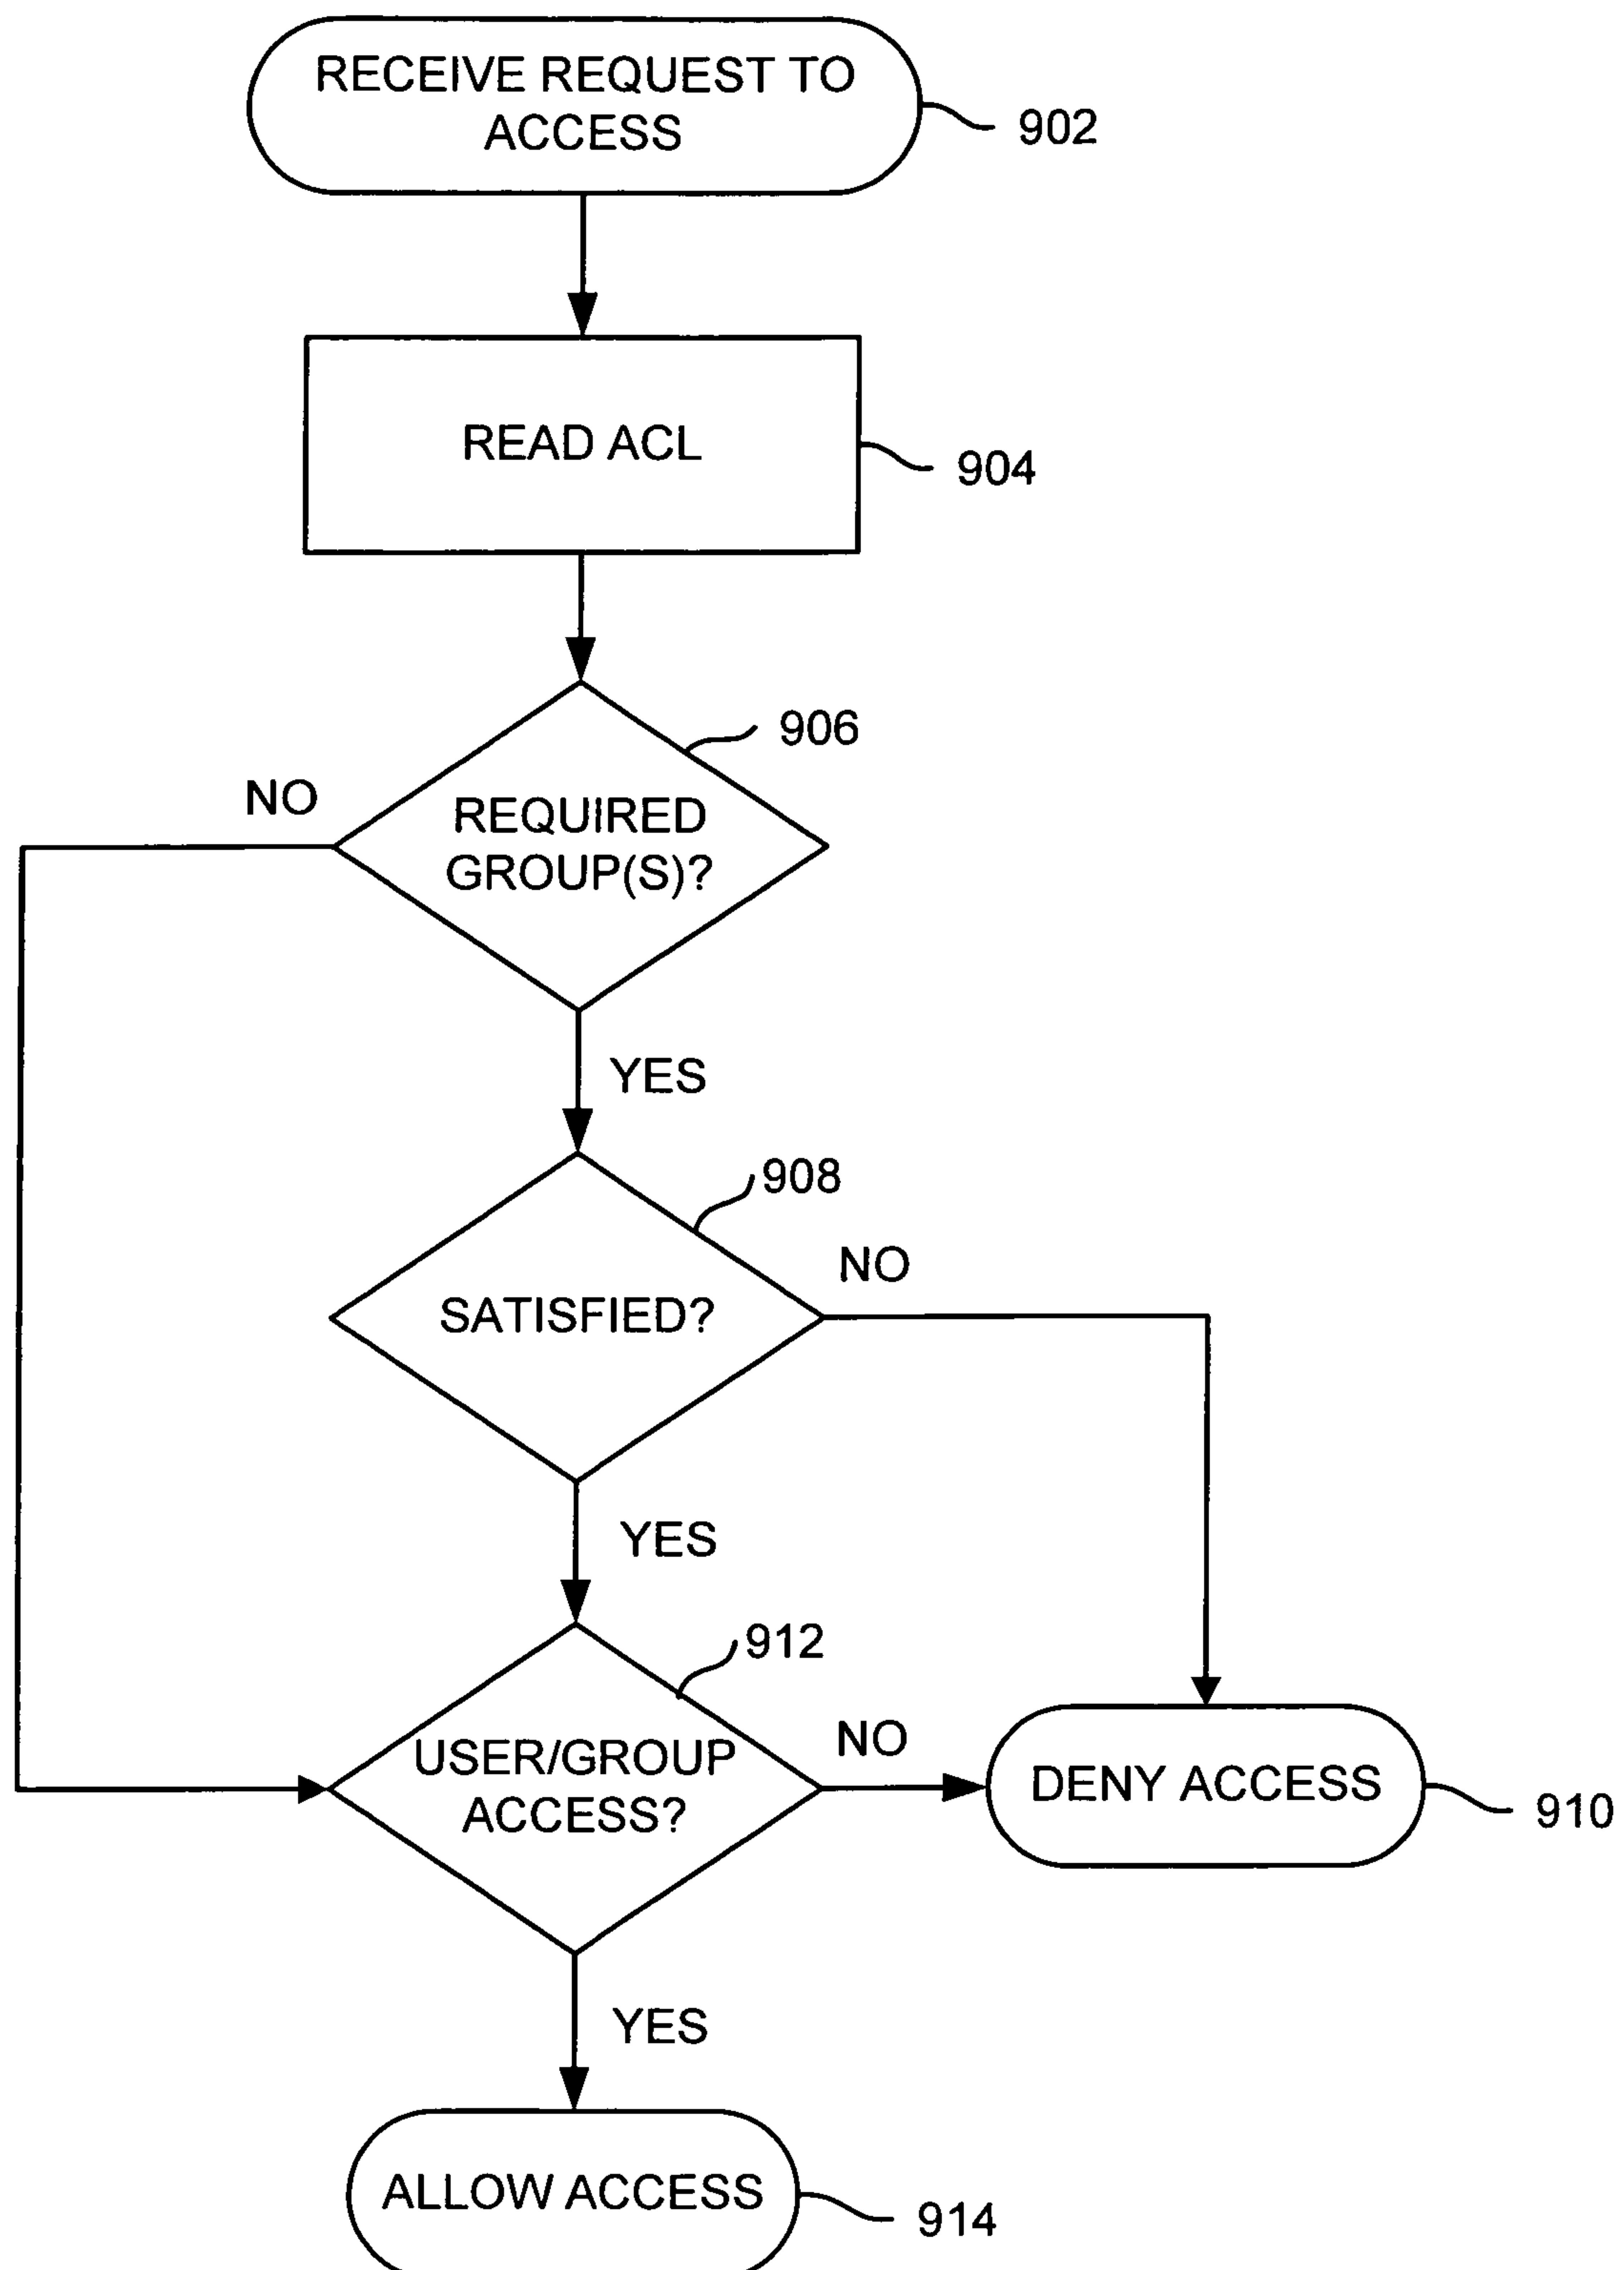 RECEIVE REQUEST TO
ACCESS
902
READ ACL
904
906
NO
REQUIRED
GROUP(S)?
YES
908
NO
SATISFIED?
YES
912
NO
USER/GROUP
ACCESS?
DENY ACCESS
910
YES
ALLOW ACCESS
914